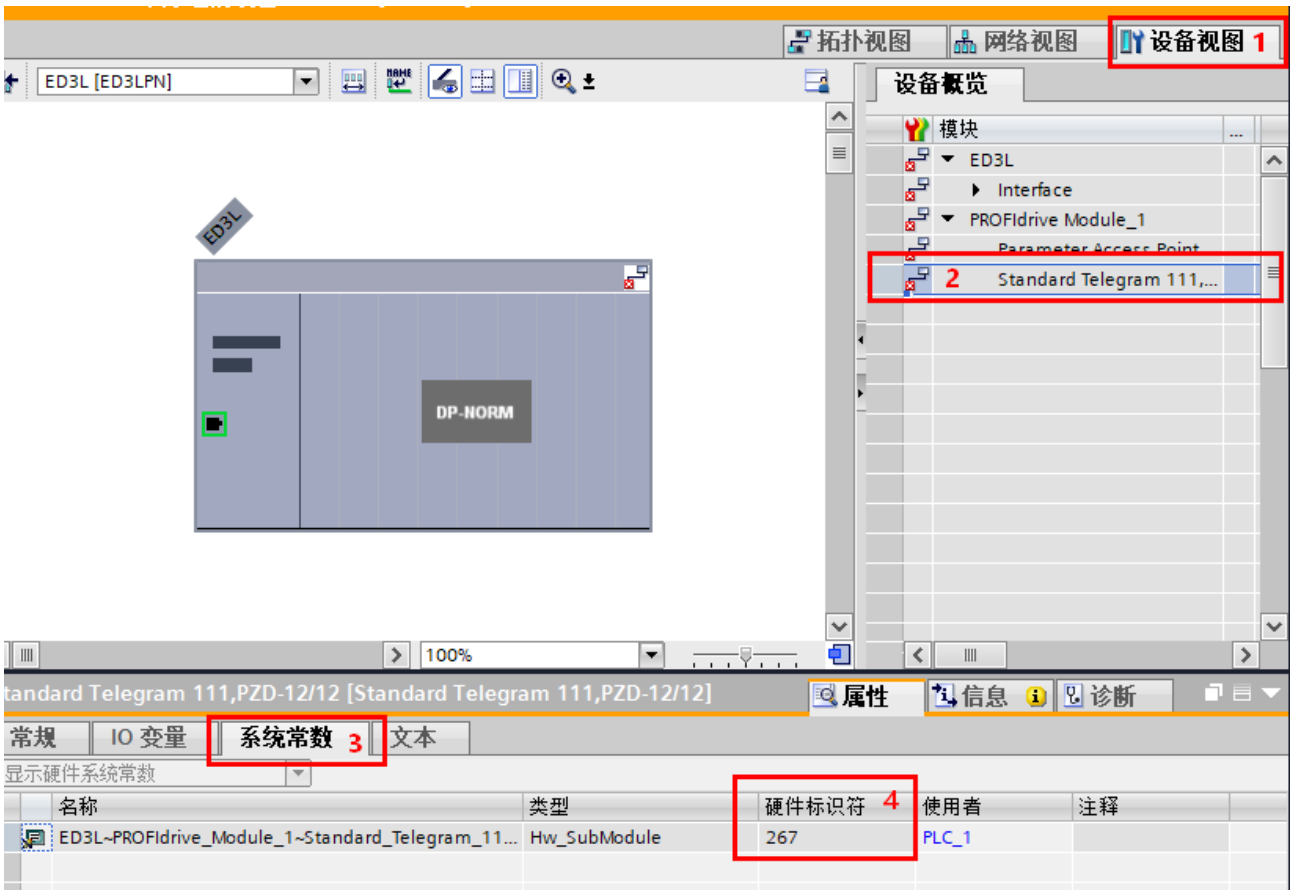 拓扑视图 网络视图 设备视图 1
ED3L [ED3LPN]
设备概览
模块 ...
ED3L
Interface
PROFIdrive Module_1
Parameter Access Point
2 Standard Telegram 111,...
ED3L
DP-NORM
100%
tandard Telegram 111,PZD-12/12 [Standard Telegram 111,PZD-12/12]
属性 信息 诊断
常规 IO 变量 系统常数 3 文本
显示硬件系统常数
名称 类型 硬件标识符 4 使用者 注释
ED3L~PROFIdrive_Module_1~Standard_Telegram_11... Hw_SubModule 267 PLC_1